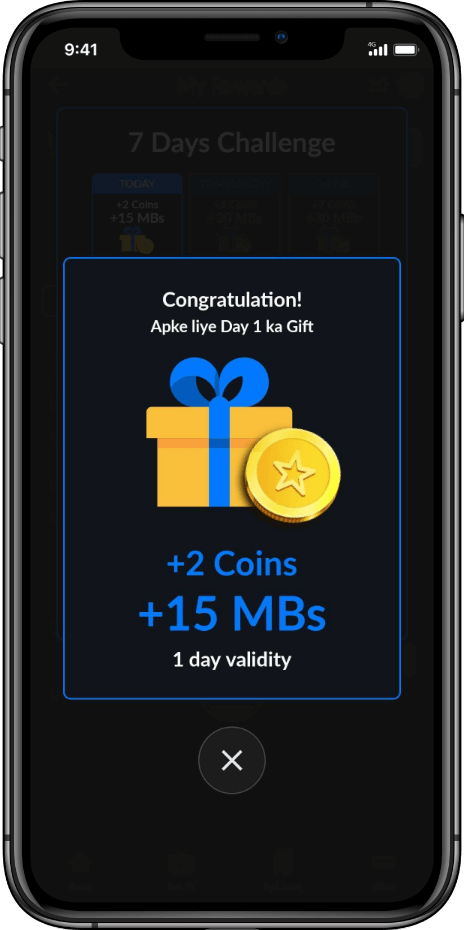 9:41
4G
My Rewards
7 Days Challenge
TODAY
+2 Coins
+15 MBs
Congratulation!
Apke liye Day 1 ka Gift
+2 Coins
+15 MBs
1 day validity